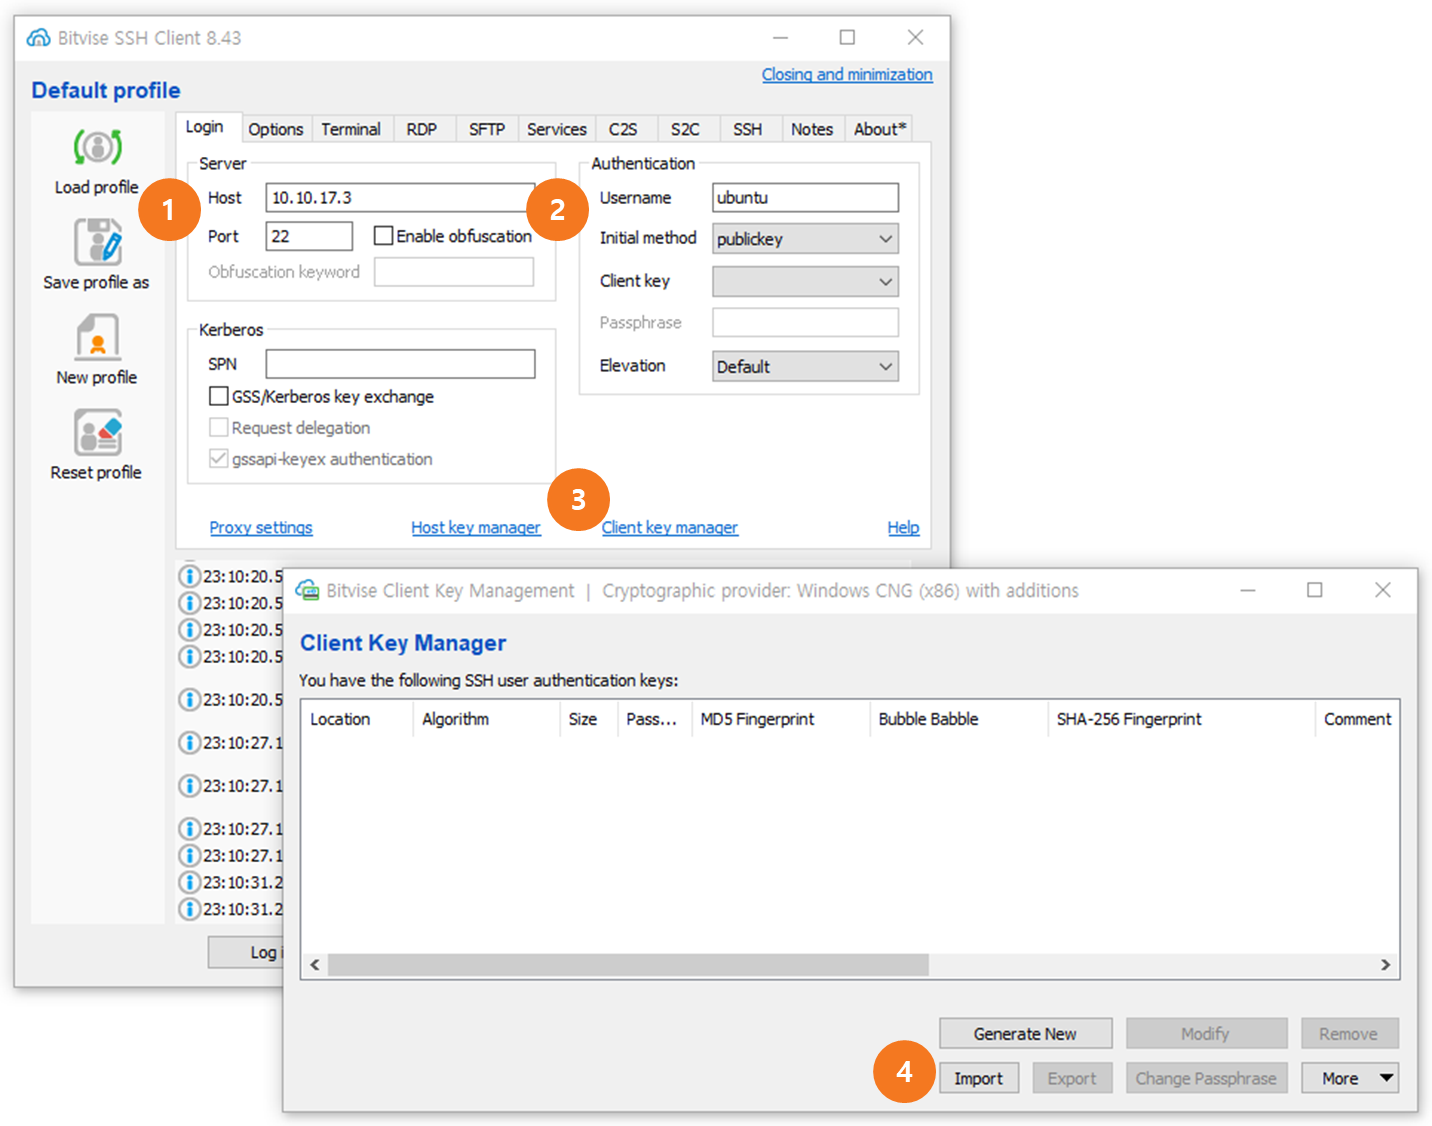 Bitvise SSH Client 8.43
Default profile
Closing and minimization
Load profile
Save profile as
New profile
Reset profile
Login Options Terminal RDP SFTP Services C2S S2C SSH Notes About*
Server
1
Host 10.10.17.3
Port 22 Enable obfuscation
Obfuscation keyword
Kerberos
SPN
GSS/Kerberos key exchange
Request delegation
gssapi-keyex authentication
2
Authentication
Username ubuntu
Initial method publickey
Client key
Passphrase
Elevation Default
3
Proxy settings Host key manager Client key manager Help
23:10:20.5
23:10:20.5
23:10:20.5
23:10:20.5
23:10:20.5
23:10:27.1
23:10:27.1
23:10:27.1
23:10:27.1
23:10:31.2
23:10:31.2
Log i
Bitvise Client Key Management | Cryptographic provider: Windows CNG (x86) with additions
Client Key Manager
You have the following SSH user authentication keys:
Location Algorithm Size Pass... MD5 Fingerprint Bubble Babble SHA-256 Fingerprint Comment
Generate New Modify Remove
4
Import Export Change Passphrase More